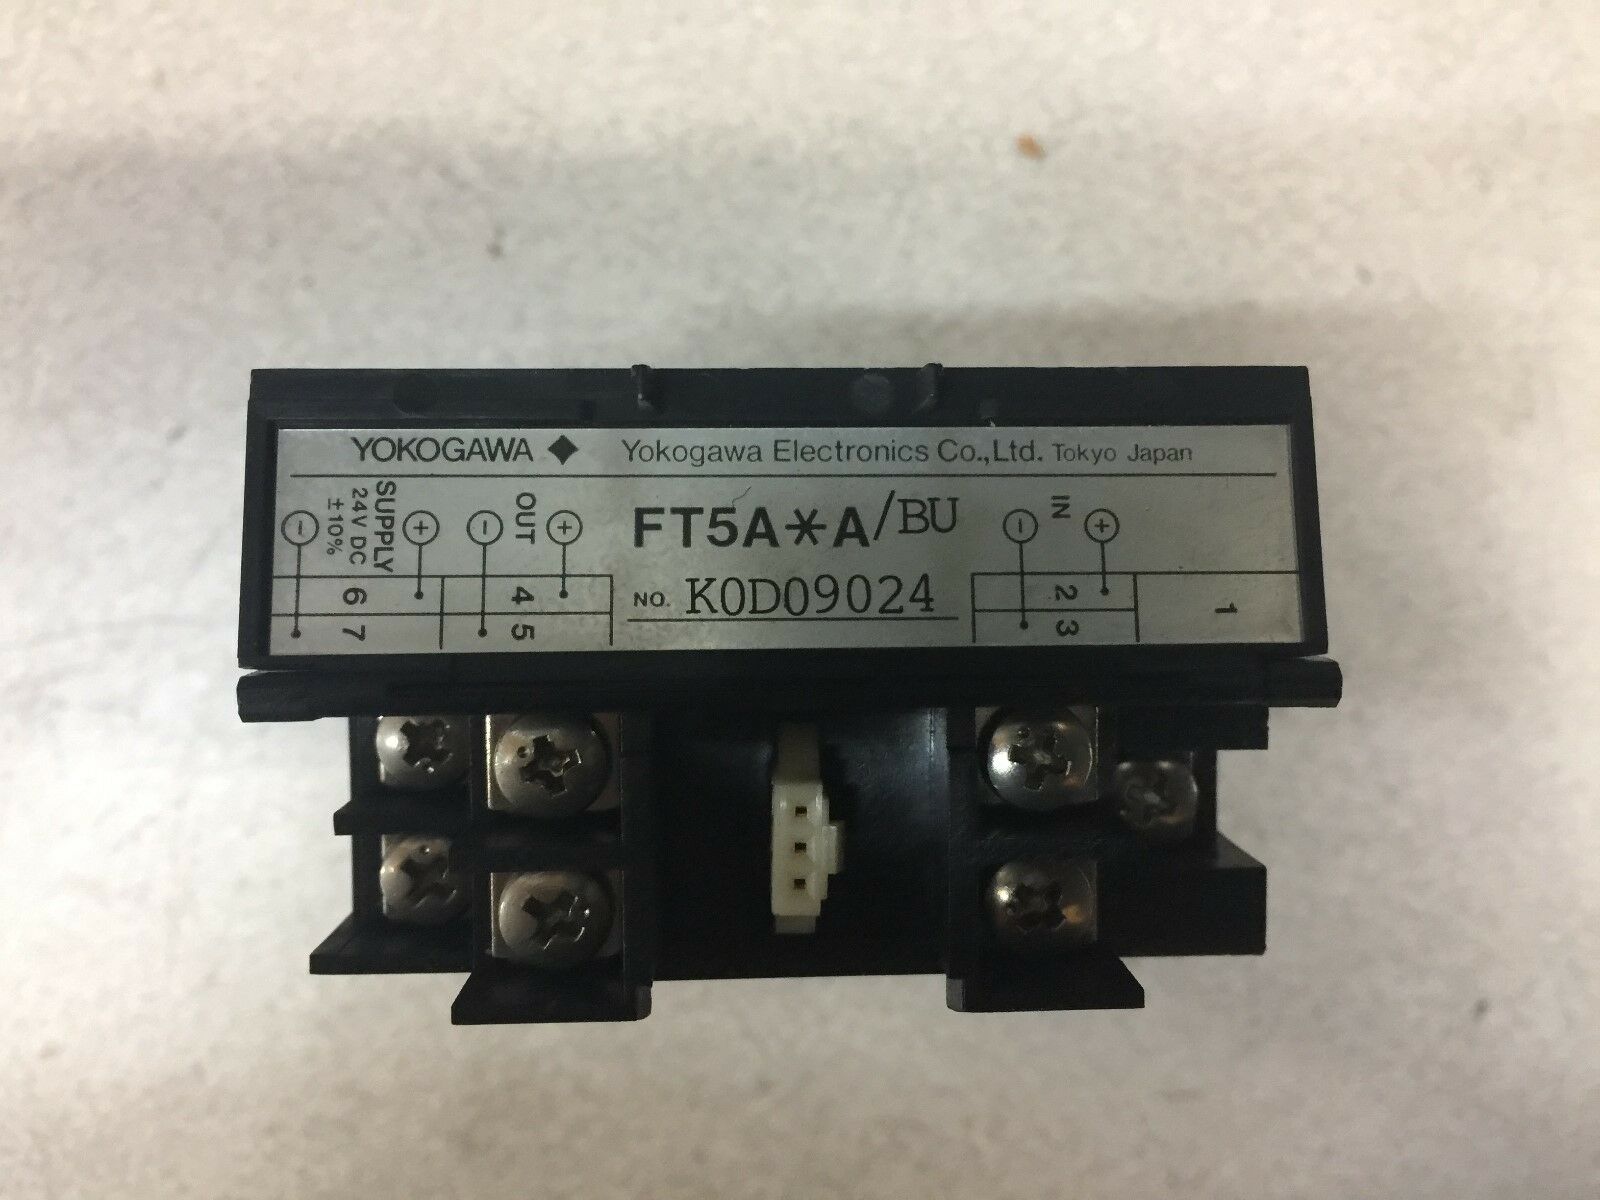 YOKOGAWA ◆ Yokogawa Electronics Co.,Ltd. Tokyo Japan
SUPPLY
24V DC
±10%
OUT
FT5A*A/BU
IN
− + − + − +
NO. K0D09024
6
7
4
5
2
3
1